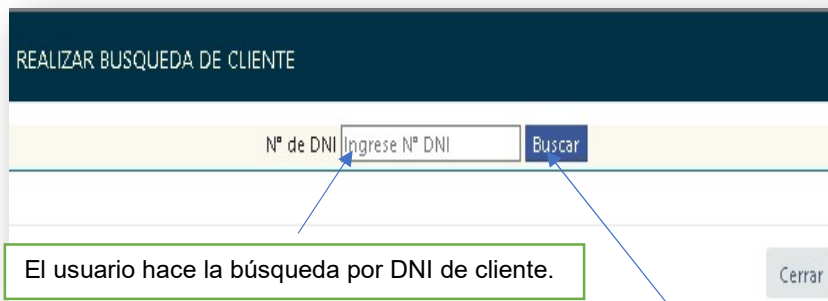 REALIZAR BUSQUEDA DE CLIENTE
Nº de DNI Ingrese Nº DNI Buscar
El usuario hace la búsqueda por DNI de cliente.
Cerrar